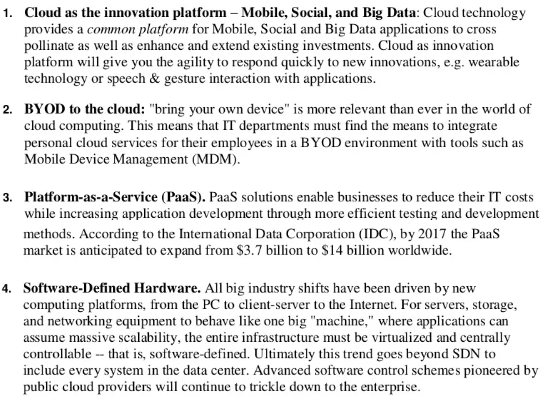 1. Cloud as the innovation platform – Mobile, Social, and Big Data: Cloud technology
provides a common platform for Mobile, Social and Big Data applications to cross
pollinate as well as enhance and extend existing investments. Cloud as innovation
platform will give you the agility to respond quickly to new innovations, e.g. wearable
technology or speech & gesture interaction with applications.
2. BYOD to the cloud: "bring your own device" is more relevant than ever in the world of
cloud computing. This means that IT departments must find the means to integrate
personal cloud services for their employees in a BYOD environment with tools such as
Mobile Device Management (MDM).
3. Platform-as-a-Service (PaaS). PaaS solutions enable businesses to reduce their IT costs
while increasing application development through more efficient testing and development
methods. According to the International Data Corporation (IDC), by 2017 the PaaS
market is anticipated to expand from $3.7 billion to $14 billion worldwide.
4. Software-Defined Hardware. All big industry shifts have been driven by new
computing platforms, from the PC to client-server to the Internet. For servers, storage,
and networking equipment to behave like one big "machine," where applications can
assume massive scalability, the entire infrastructure must be virtualized and centrally
controllable -- that is, software-defined. Ultimately this trend goes beyond SDN to
include every system in the data center. Advanced software control schemes pioneered by
public cloud providers will continue to trickle down to the enterprise.